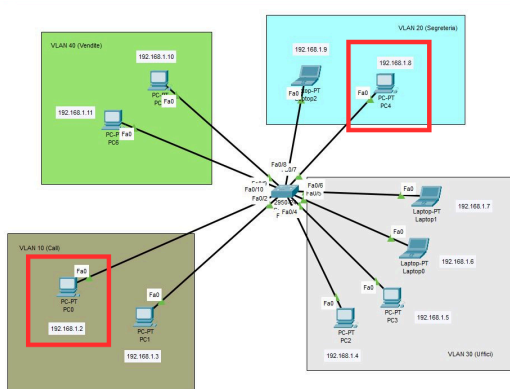 VLAN 40 (Vendite)
192.168.1.10
PC-PT
Fa0
192.168.1.11
Fa0
PC6
VLAN 20 (Segreteria)
192.168.1.9
Fa0
192.168.1.8
Fa0
PC-PT
PC4
Fa0/8
Fa0/10
Fa0/2
Fa0/6
Fa0/5
Fa0/4
Fa0
Laptop-PT
Laptop1
192.168.1.7
Fa0
Laptop-PT
Laptop0
192.168.1.6
Fa0
PC-PT
PC3
192.168.1.5
Fa0
PC-PT
PC2
192.168.1.4
VLAN 30 (Uffici)
VLAN 10 (Call)
Fa0
PC-PT
PC0
192.168.1.2
Fa0
PC-PT
PC1
192.168.1.3